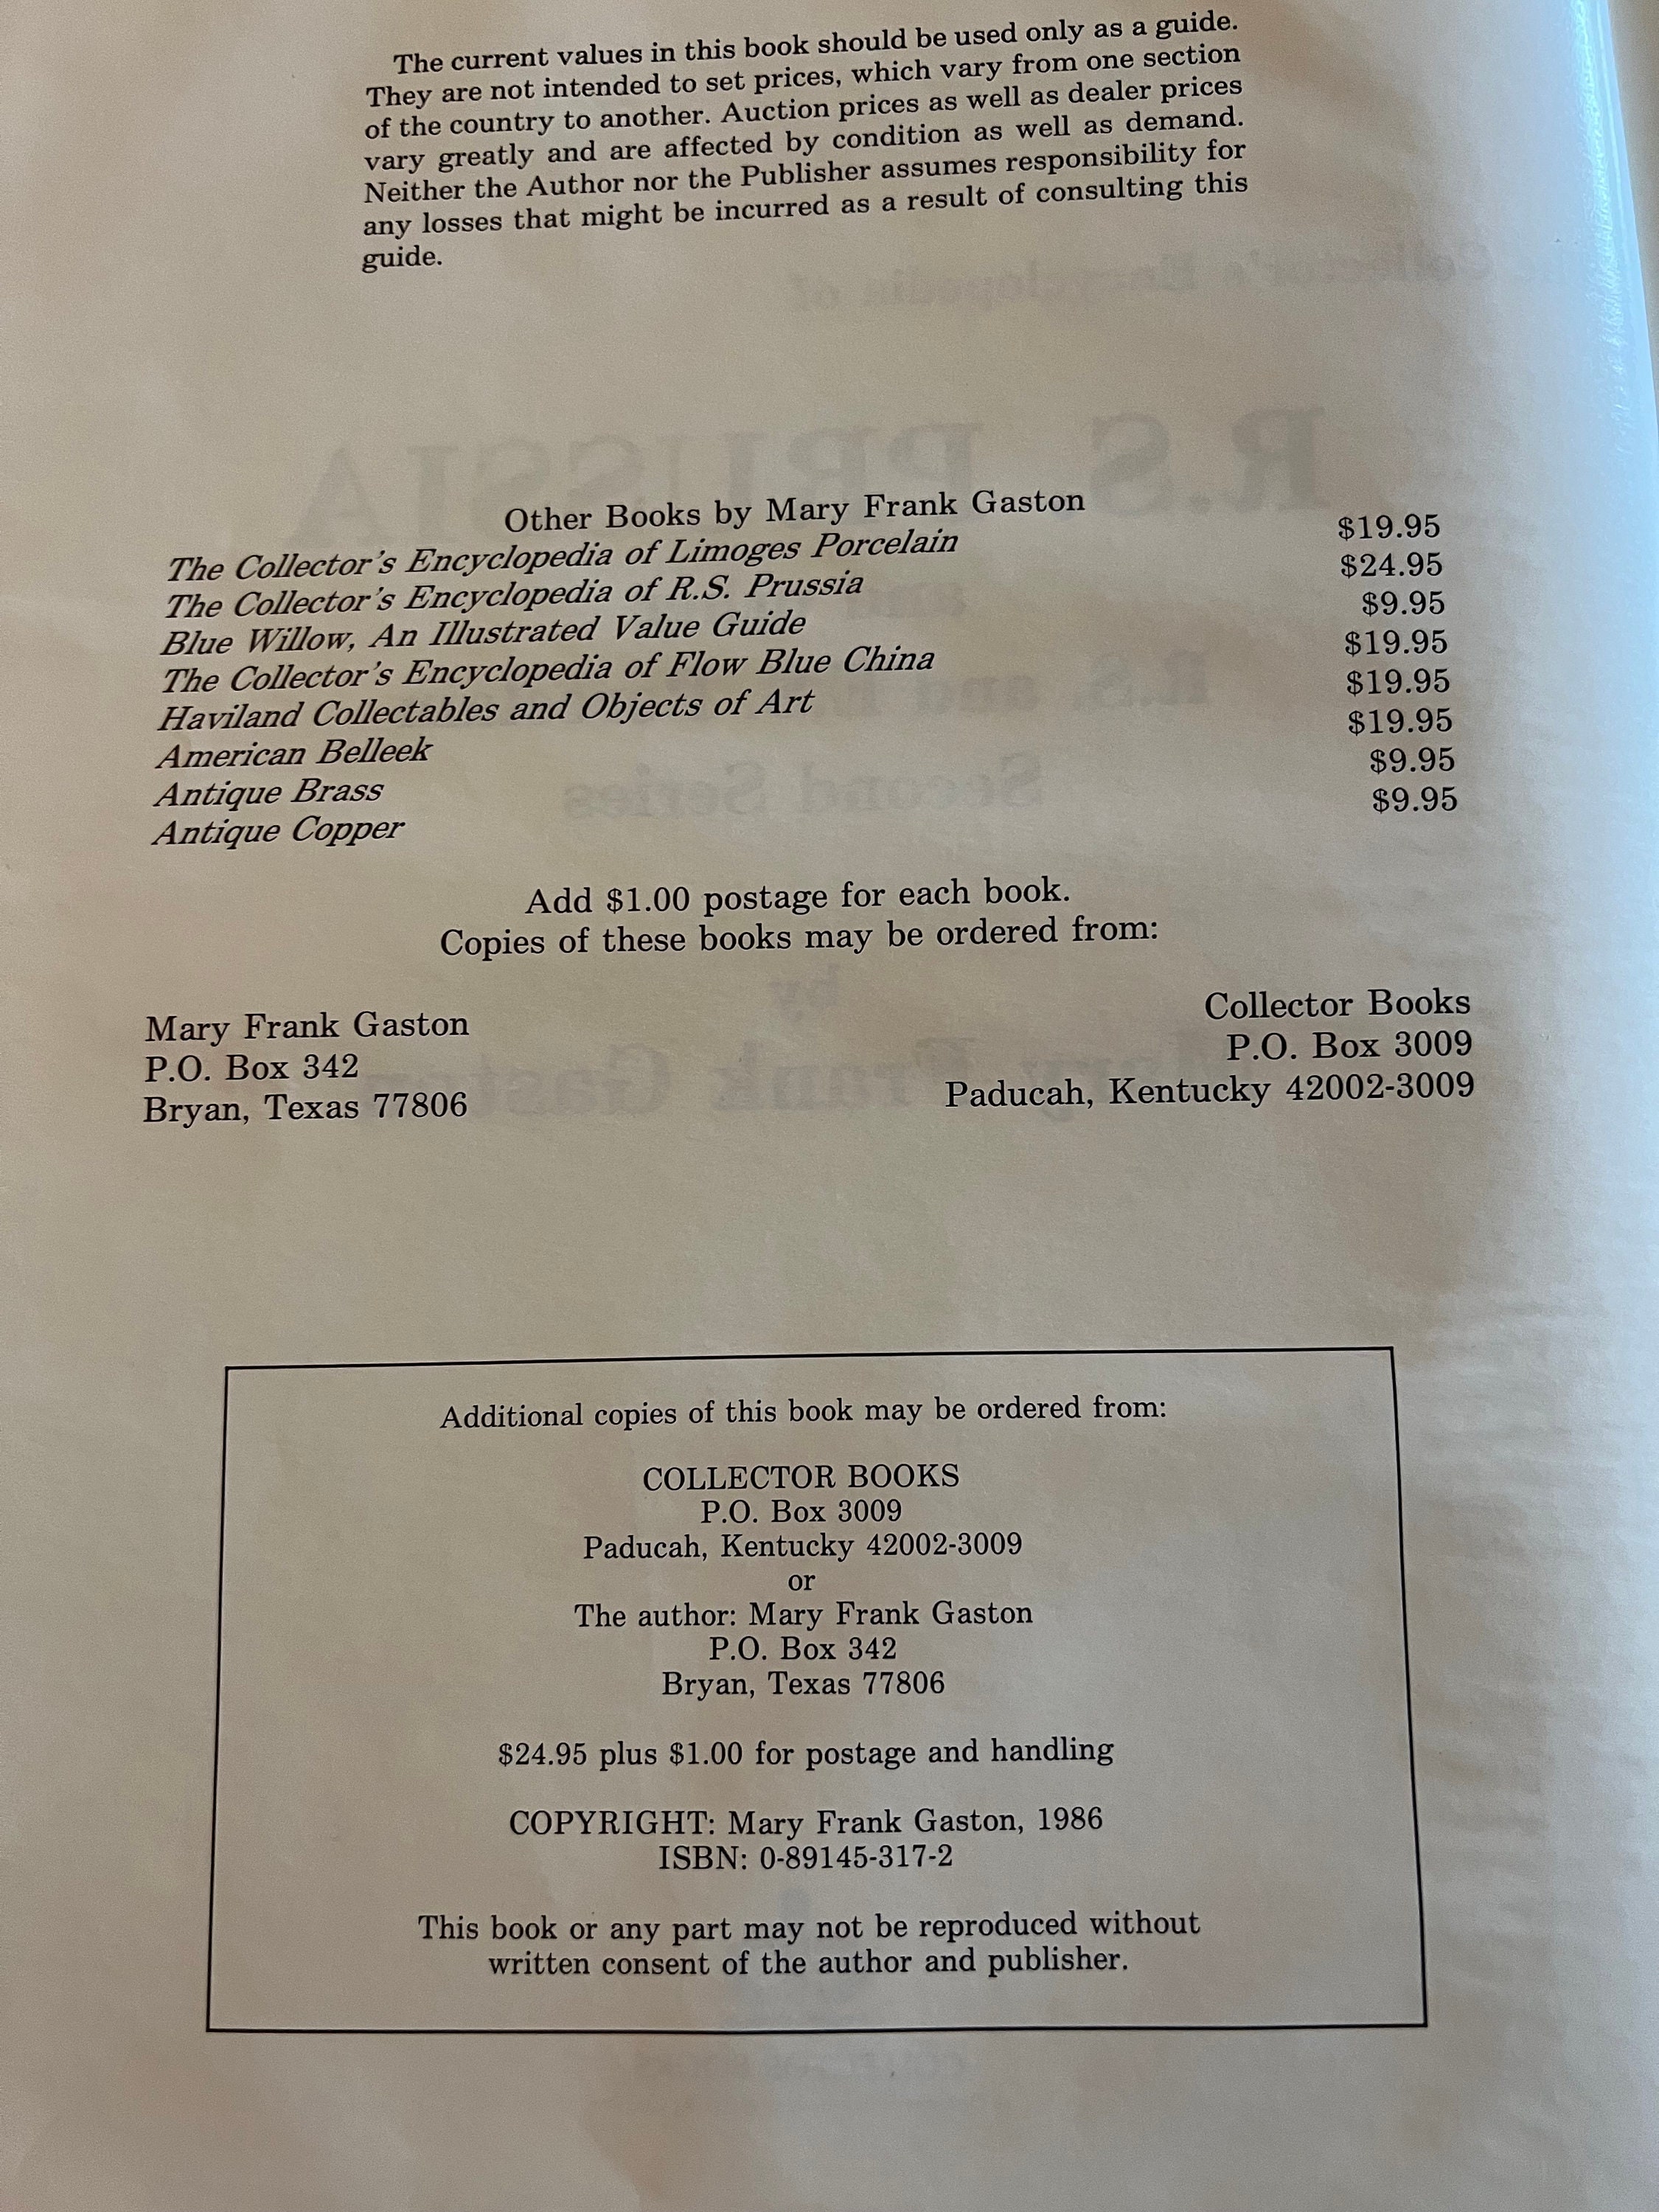 The current values in this book should be used only as a guide.
They are not intended to set prices, which vary from one section
of the country to another. Auction prices as well as dealer prices
vary greatly and are affected by condition as well as demand.
Neither the Author nor the Publisher assumes responsibility for
any losses that might be incurred as a result of consulting this
guide.
Other Books by Mary Frank Gaston
The Collector's Encyclopedia of Limoges Porcelain $19.95
The Collector's Encyclopedia of R.S. Prussia $24.95
Blue Willow, An Illustrated Value Guide $9.95
The Collector's Encyclopedia of Flow Blue China $19.95
Haviland Collectables and Objects of Art $19.95
American Belleek $19.95
Antique Brass $9.95
Antique Copper $9.95
Add $1.00 postage for each book.
Copies of these books may be ordered from:
Mary Frank Gaston
P.O. Box 342
Bryan, Texas 77806
Collector Books
P.O. Box 3009
Paducah, Kentucky 42002-3009
Additional copies of this book may be ordered from:
COLLECTOR BOOKS
P.O. Box 3009
Paducah, Kentucky 42002-3009
or
The author: Mary Frank Gaston
P.O. Box 342
Bryan, Texas 77806
$24.95 plus $1.00 for postage and handling
COPYRIGHT: Mary Frank Gaston, 1986
ISBN: 0-89145-317-2
This book or any part may not be reproduced without
written consent of the author and publisher.